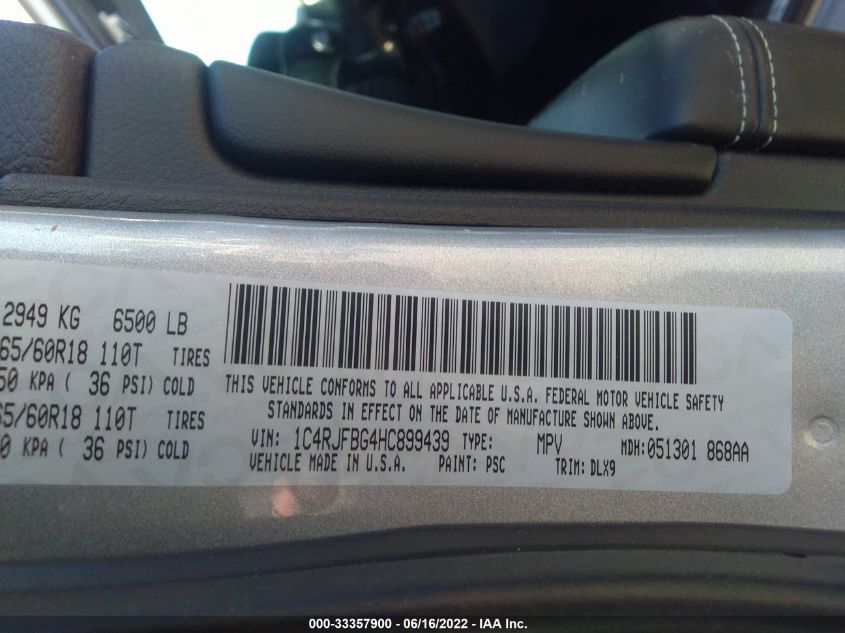 2949 KG 6500 LB
65/60R18 110T TIRES
50 KPA ( 36 PSI) COLD
65/60R18 110T TIRES
0 KPA ( 36 PSI) COLD
THIS VEHICLE CONFORMS TO ALL APPLICABLE U.S.A. FEDERAL MOTOR VEHICLE SAFETY
STANDARDS IN EFFECT ON THE DATE OF MANUFACTURE SHOWN ABOVE.
VIN: 1C4RJFBG4HC899439 TYPE: MPV MDH:051301 868AA
VEHICLE MADE IN U.S.A. PAINT: PSC TRIM: DLX9
000-33357900 - 06/16/2022 - IAA Inc.